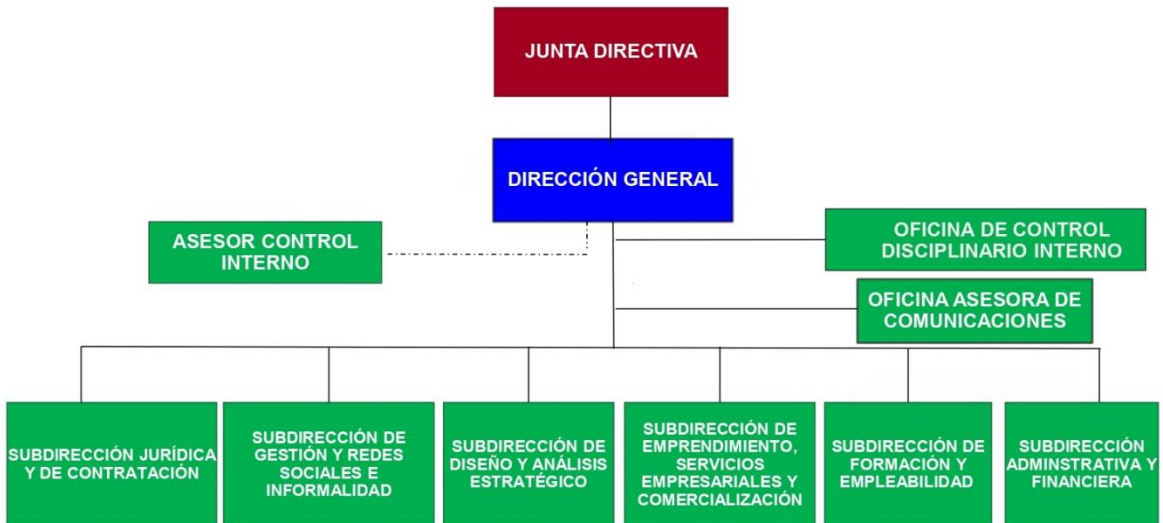 JUNTA DIRECTIVA
DIRECCIÓN GENERAL
ASESOR CONTROL
INTERNO
OFICINA DE CONTROL
DISCIPLINARIO INTERNO
OFICINA ASESORA DE
COMUNICACIONES
SUBDIRECCIÓN JURÍDICA
Y DE CONTRATACIÓN
SUBDIRECCIÓN DE
GESTIÓN Y REDES
SOCIALES E
INFORMALIDAD
SUBDIRECCIÓN DE
DISEÑO Y ANÁLISIS
ESTRATÉGICO
SUBDIRECCIÓN DE
EMPRENDIMIENTO,
SERVICIOS
EMPRESARIALES Y
COMERCIALIZACIÓN
SUBDIRECCIÓN DE
FORMACIÓN Y
EMPLEABILIDAD
SUBDIRECCIÓN
ADMINSTRATIVA Y
FINANCIERA